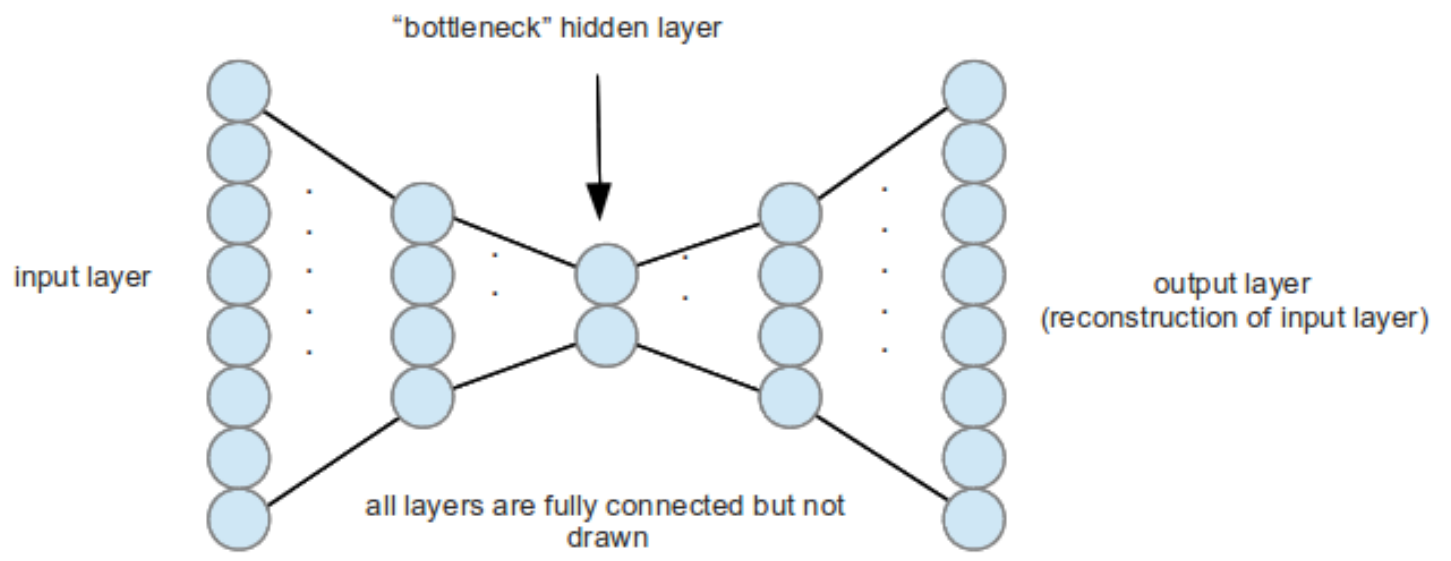 “bottleneck” hidden layer
input layer
output layer
(reconstruction of input layer)
all layers are fully connected but not
drawn